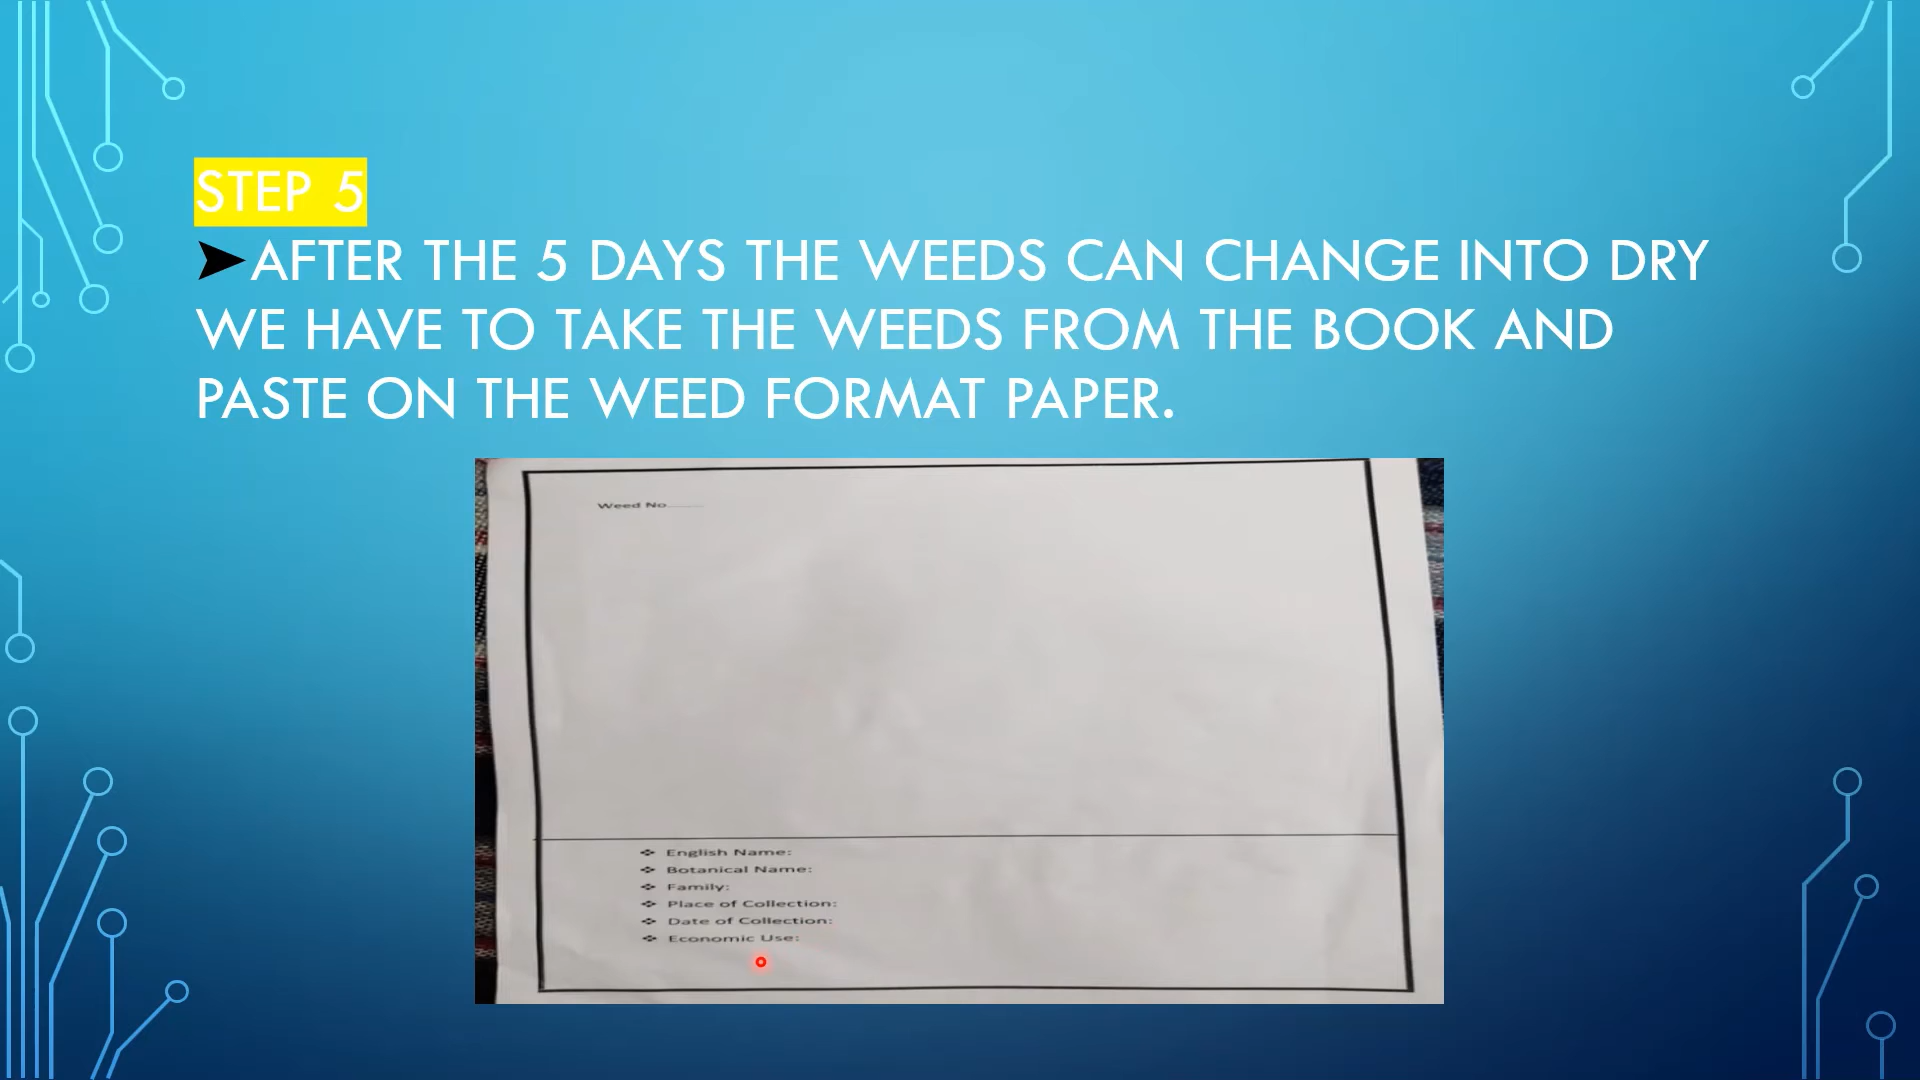 STEP 5
➤AFTER THE 5 DAYS THE WEEDS CAN CHANGE INTO DRY
WE HAVE TO TAKE THE WEEDS FROM THE BOOK AND
PASTE ON THE WEED FORMAT PAPER.
Weed No.........
❖ English Name:
❖ Botanical Name:
❖ Family:
❖ Place of Collection:
❖ Date of Collection:
❖ Economic Use: